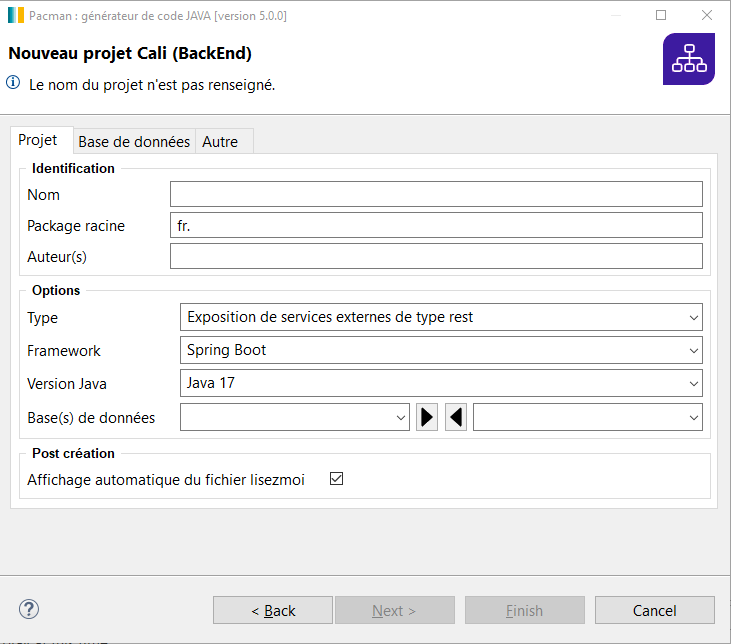 Pacman : générateur de code JAVA [version 5.0.0]
Nouveau projet Cali (BackEnd)
Le nom du projet n'est pas renseigné.
Projet Base de données Autre
Identification
Nom
Package racine fr.
Auteur(s)
Options
Type Exposition de services externes de type rest
Framework Spring Boot
Version Java Java 17
Base(s) de données
Post création
Affichage automatique du fichier lisezmoi
? < Back Next > Finish Cancel